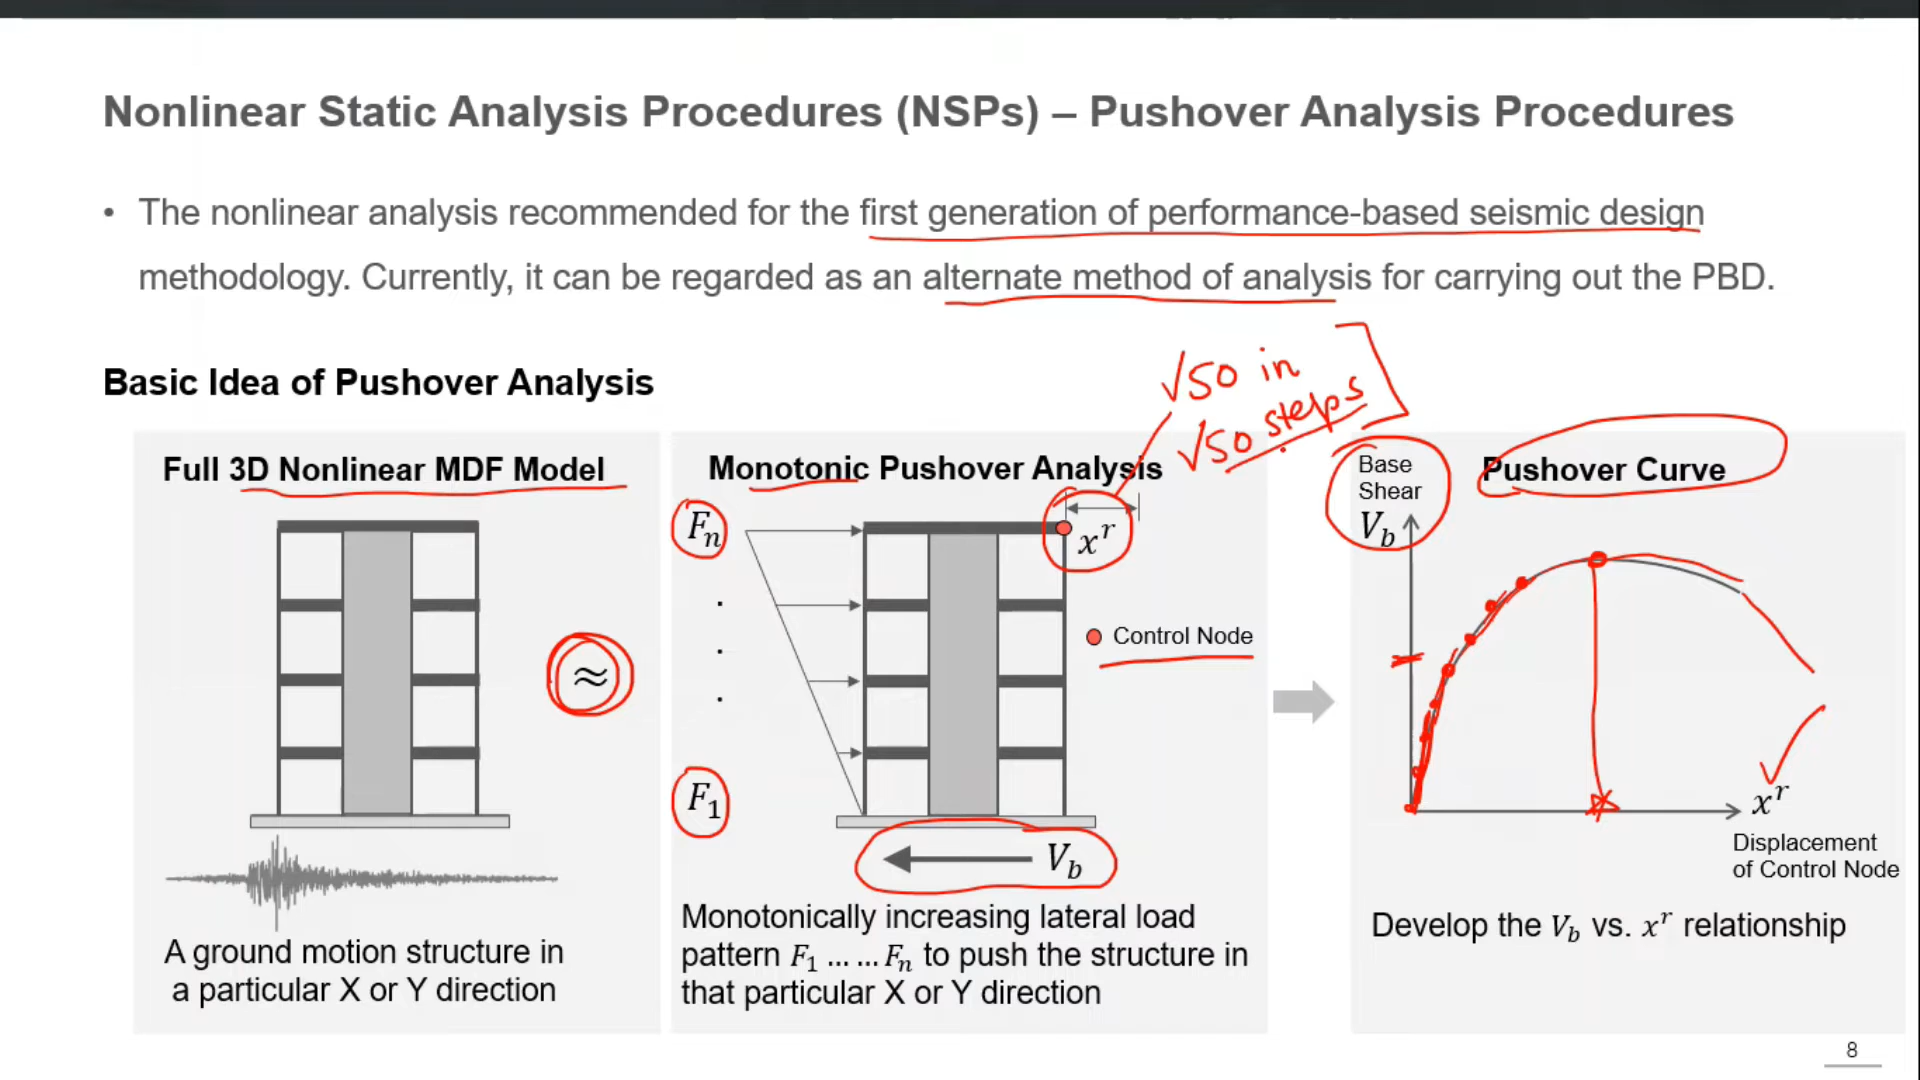 Nonlinear Static Analysis Procedures (NSPs) – Pushover Analysis Procedures
• The nonlinear analysis recommended for the first generation of performance-based seismic design
methodology. Currently, it can be regarded as an alternate method of analysis for carrying out the PBD.
Basic Idea of Pushover Analysis
√50 in
√50 steps
Full 3D Nonlinear MDF Model
≈
A ground motion structure in
a particular X or Y direction
Monotonic Pushover Analysis
Fₙ
xʳ
.
.
.
Control Node
F₁
V_b
Monotonically increasing lateral load
pattern F₁ … … Fₙ to push the structure in
that particular X or Y direction
Base
Shear
V_b
Pushover Curve
xʳ
Displacement
of Control Node
Develop the V_b vs. xʳ relationship
8